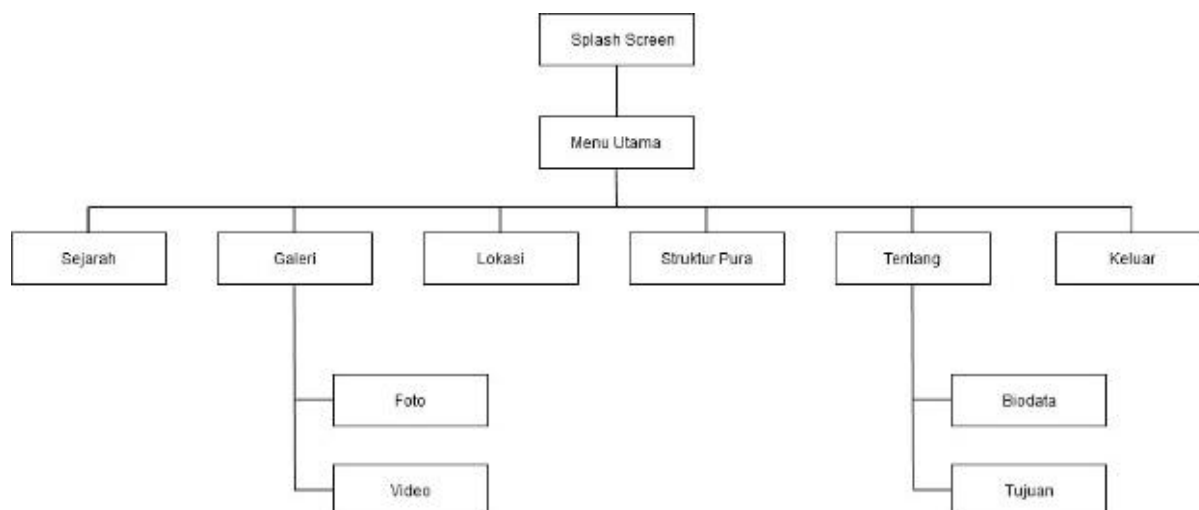 Splash Screen
Menu Utama
Sejarah
Galeri
Lokasi
Struktur Pura
Tentang
Keluar
Foto
Biodata
Video
Tujuan